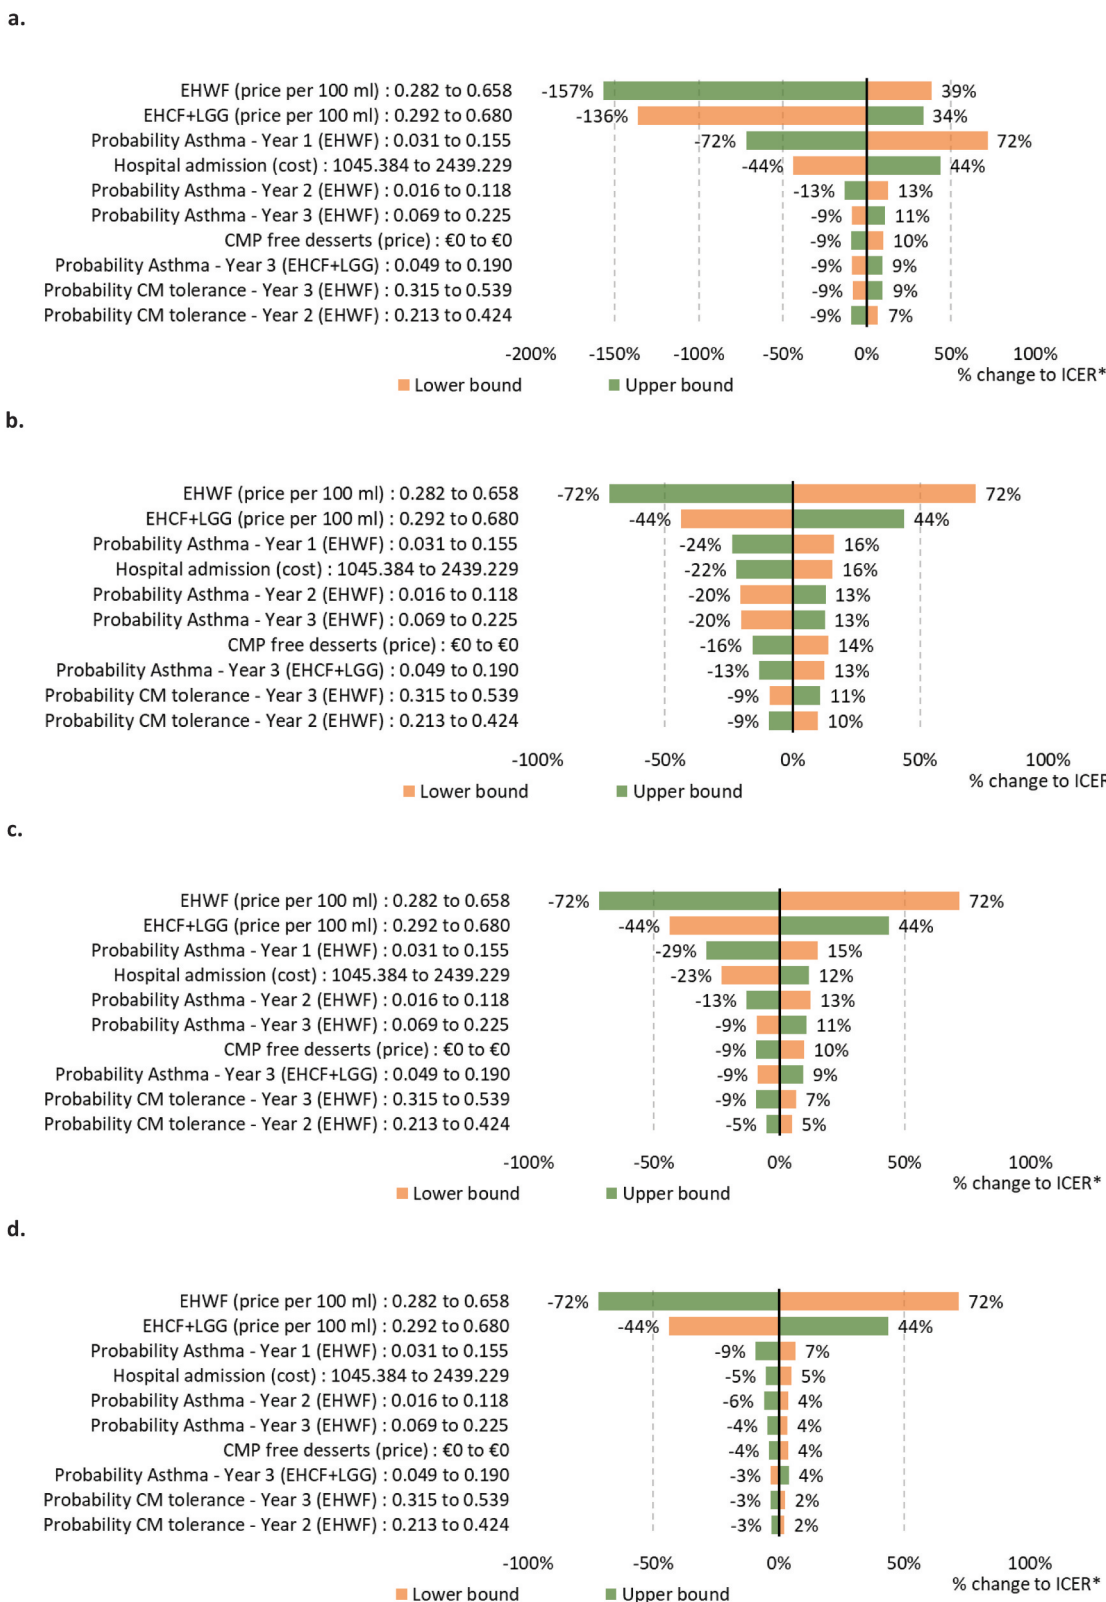 a.
EHWF (price per 100 ml) : 0.282 to 0.658 -157% 39%
EHCF+LGG (price per 100 ml) : 0.292 to 0.680 -136% 34%
Probability Asthma - Year 1 (EHWF) : 0.031 to 0.155 -72% 72%
Hospital admission (cost) : 1045.384 to 2439.229 -44% 44%
Probability Asthma - Year 2 (EHWF) : 0.016 to 0.118 -13% 13%
Probability Asthma - Year 3 (EHWF) : 0.069 to 0.225 -9% 11%
CMP free desserts (price) : €0 to €0 -9% 10%
Probability Asthma - Year 3 (EHCF+LGG) : 0.049 to 0.190 -9% 9%
Probability CM tolerance - Year 3 (EHWF) : 0.315 to 0.539 -9% 9%
Probability CM tolerance - Year 2 (EHWF) : 0.213 to 0.424 -9% 7%
-200% -150% -100% -50% 0% 50% 100%
% change to ICER*
Lower bound Upper bound
b.
EHWF (price per 100 ml) : 0.282 to 0.658 -72% 72%
EHCF+LGG (price per 100 ml) : 0.292 to 0.680 -44% 44%
Probability Asthma - Year 1 (EHWF) : 0.031 to 0.155 -24% 16%
Hospital admission (cost) : 1045.384 to 2439.229 -22% 16%
Probability Asthma - Year 2 (EHWF) : 0.016 to 0.118 -20% 13%
Probability Asthma - Year 3 (EHWF) : 0.069 to 0.225 -20% 13%
CMP free desserts (price) : €0 to €0 -16% 14%
Probability Asthma - Year 3 (EHCF+LGG) : 0.049 to 0.190 -13% 13%
Probability CM tolerance - Year 3 (EHWF) : 0.315 to 0.539 -9% 11%
Probability CM tolerance - Year 2 (EHWF) : 0.213 to 0.424 -9% 10%
-100% -50% 0% 50% 100%
% change to ICER
Lower bound Upper bound
c.
EHWF (price per 100 ml) : 0.282 to 0.658 -72% 72%
EHCF+LGG (price per 100 ml) : 0.292 to 0.680 -44% 44%
Probability Asthma - Year 1 (EHWF) : 0.031 to 0.155 -29% 15%
Hospital admission (cost) : 1045.384 to 2439.229 -23% 12%
Probability Asthma - Year 2 (EHWF) : 0.016 to 0.118 -13% 13%
Probability Asthma - Year 3 (EHWF) : 0.069 to 0.225 -9% 11%
CMP free desserts (price) : €0 to €0 -9% 10%
Probability Asthma - Year 3 (EHCF+LGG) : 0.049 to 0.190 -9% 9%
Probability CM tolerance - Year 3 (EHWF) : 0.315 to 0.539 -9% 7%
Probability CM tolerance - Year 2 (EHWF) : 0.213 to 0.424 -5% 5%
-100% -50% 0% 50% 100%
% change to ICER*
Lower bound Upper bound
d.
EHWF (price per 100 ml) : 0.282 to 0.658 -72% 72%
EHCF+LGG (price per 100 ml) : 0.292 to 0.680 -44% 44%
Probability Asthma - Year 1 (EHWF) : 0.031 to 0.155 -9% 7%
Hospital admission (cost) : 1045.384 to 2439.229 -5% 5%
Probability Asthma - Year 2 (EHWF) : 0.016 to 0.118 -6% 4%
Probability Asthma - Year 3 (EHWF) : 0.069 to 0.225 -4% 4%
CMP free desserts (price) : €0 to €0 -4% 4%
Probability Asthma - Year 3 (EHCF+LGG) : 0.049 to 0.190 -3% 4%
Probability CM tolerance - Year 3 (EHWF) : 0.315 to 0.539 -3% 2%
Probability CM tolerance - Year 2 (EHWF) : 0.213 to 0.424 -3% 2%
-100% -50% 0% 50% 100%
% change to ICER*
Lower bound Upper bound